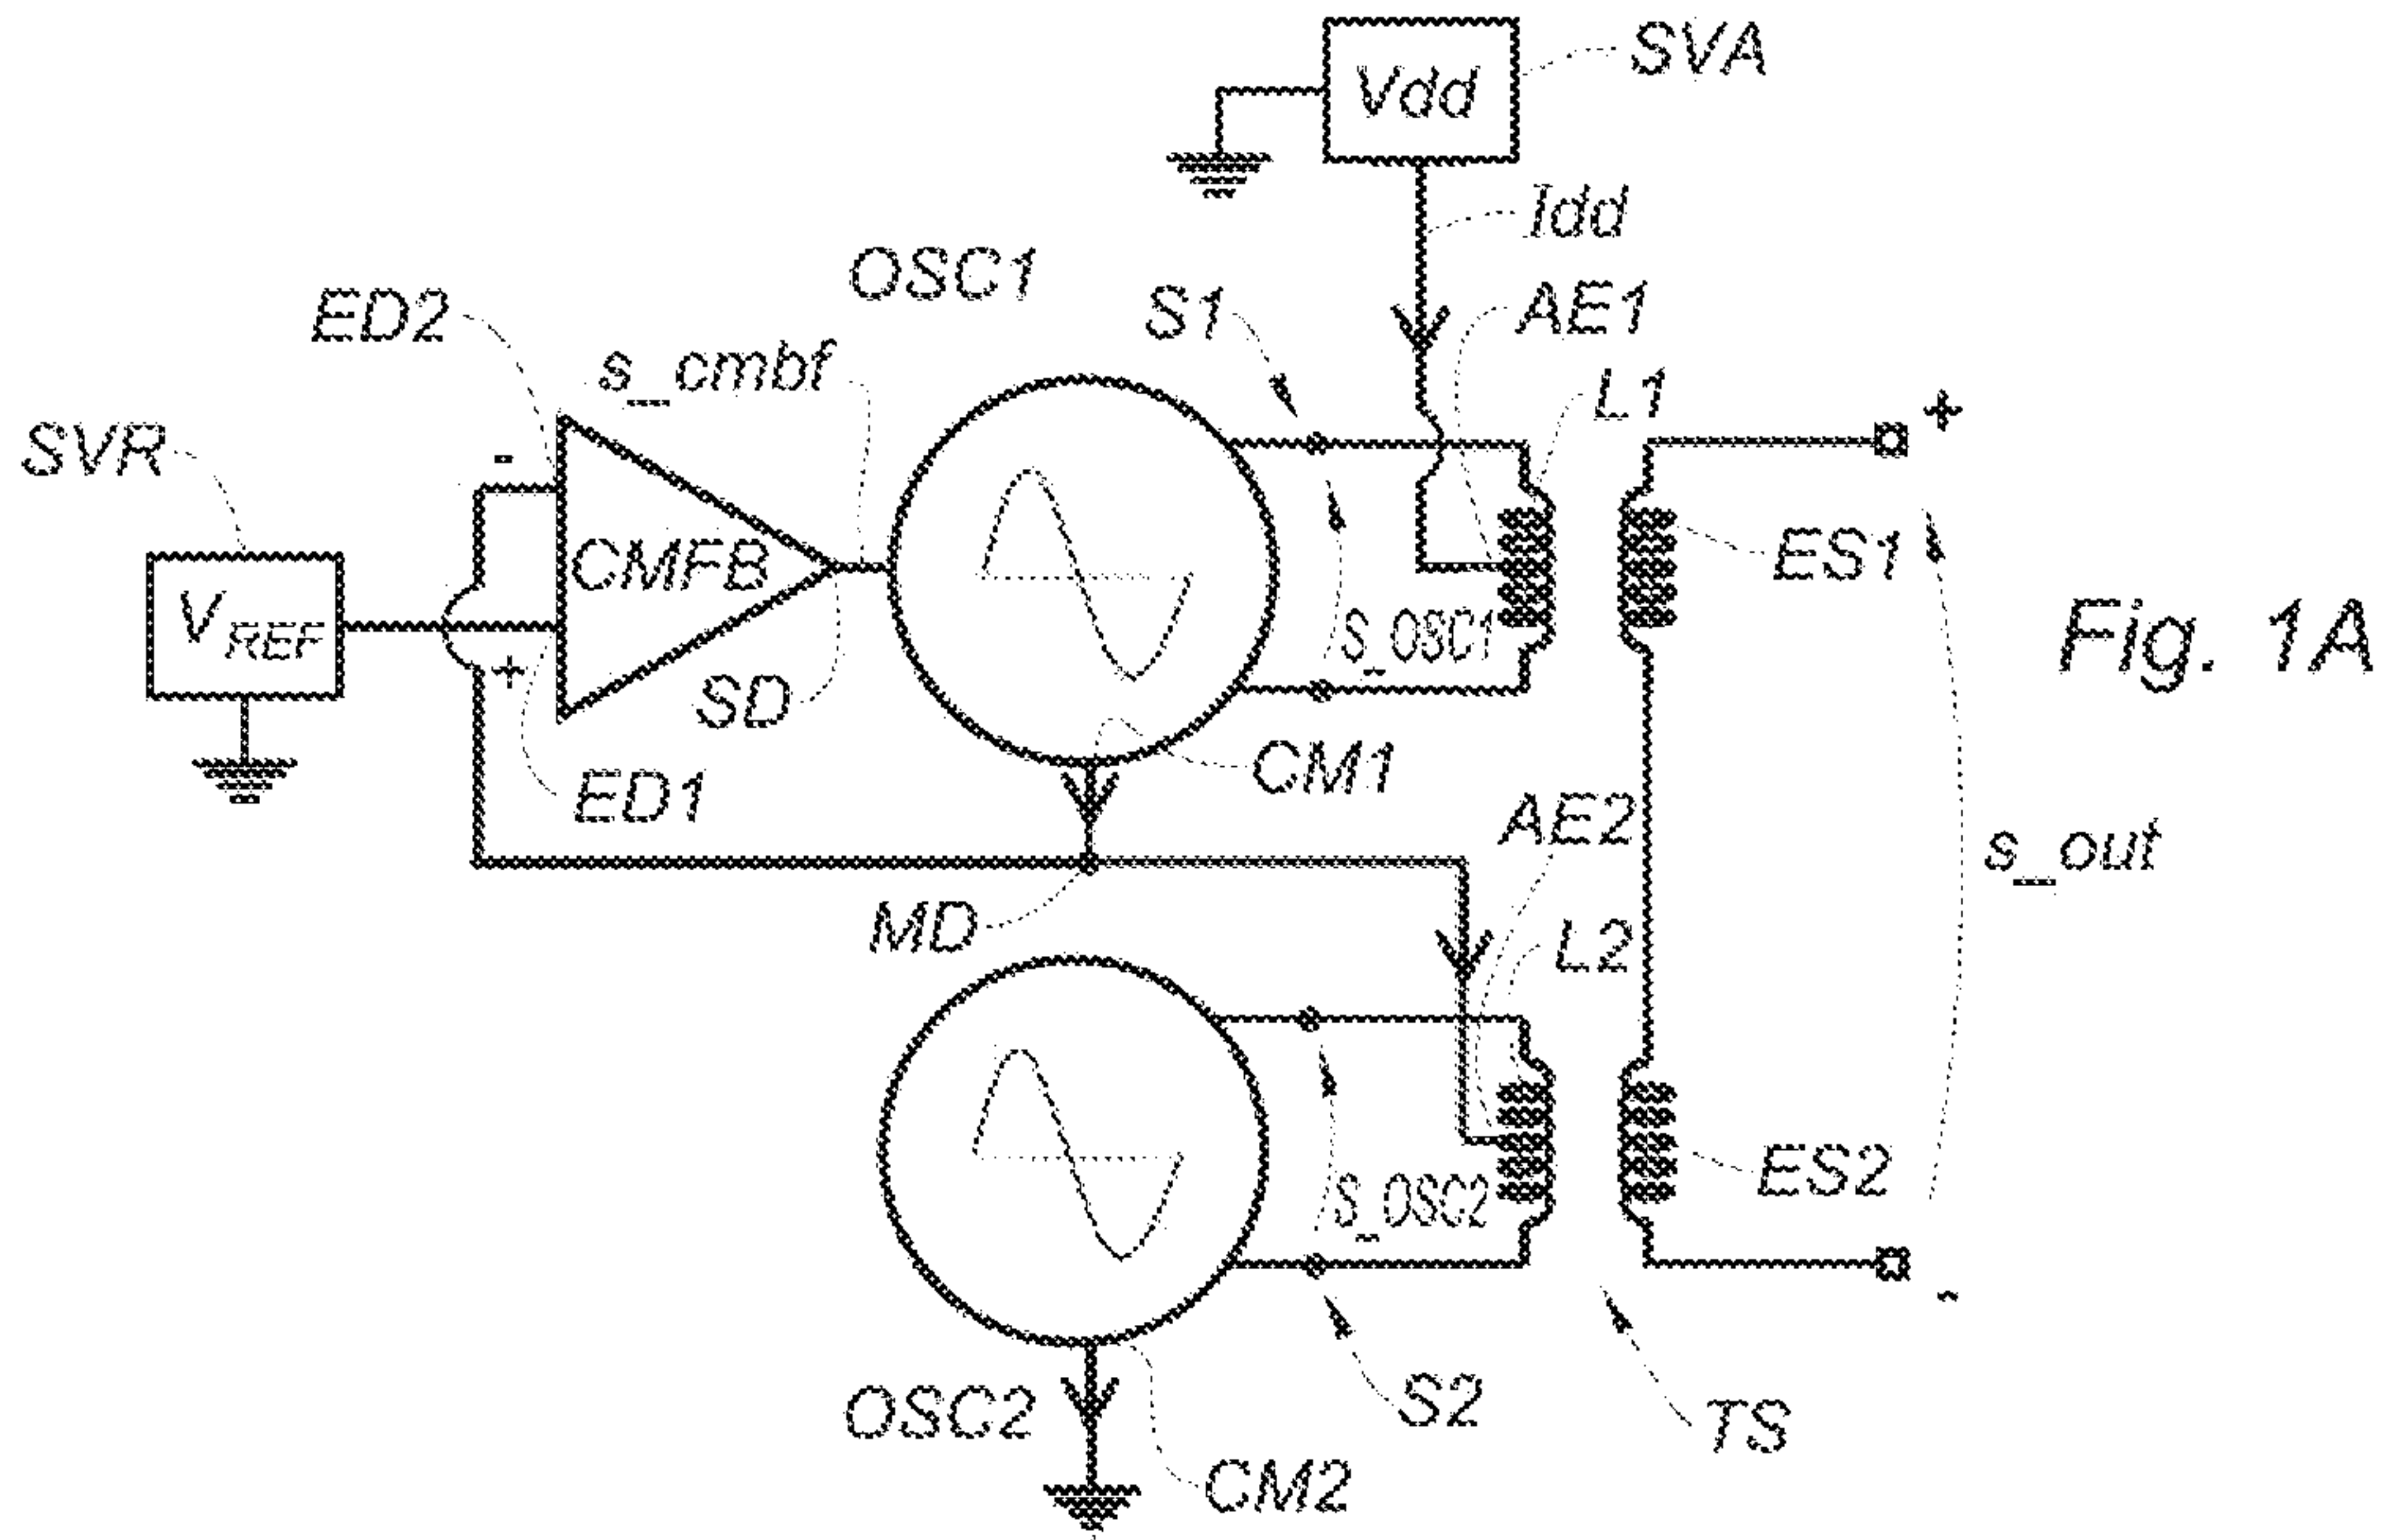 SVA
Vdd
Idd
OSC1
ED2
S1
AE1
s_cmbf
L1
+
SVR
-
CMFB
ES1
VREF
S_OSC1
Fig. 1A
+
SD
CM1
ED1
AE2
s_out
MD
L2
ES2
S_OSC2
-
OSC2
S2
TS
CM2